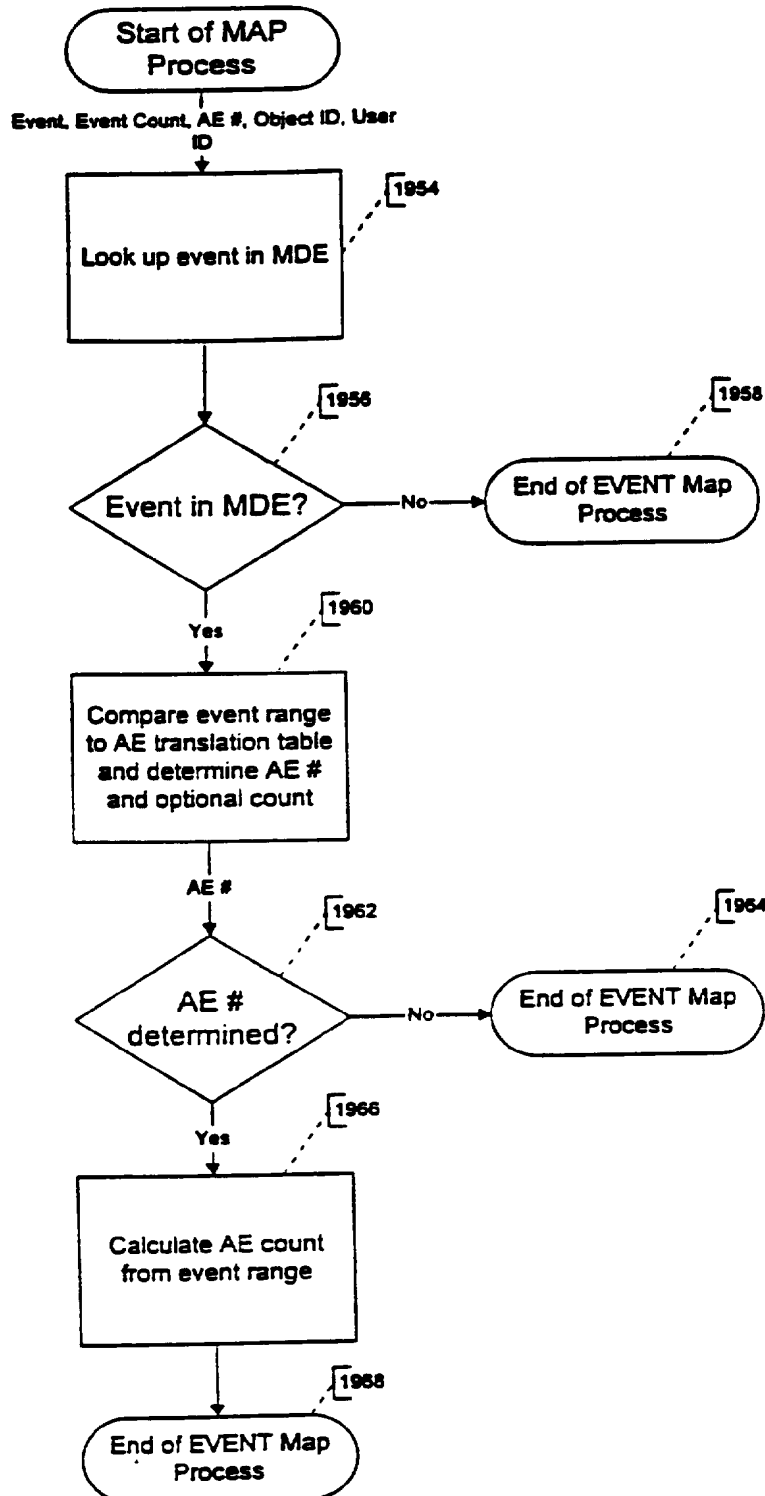 Start of MAP
Process
Event, Event Count, AE #, Object ID, User
ID
1954
Look up event in MDE
1956
1958
Event in MDE?
No
End of EVENT Map
Process
Yes
1960
Compare event range
to AE translation table
and determine AE #
and optional count
AE #
1962
1964
AE #
determined?
No
End of EVENT Map
Process
Yes
1966
Calculate AE count
from event range
1968
End of EVENT Map
Process